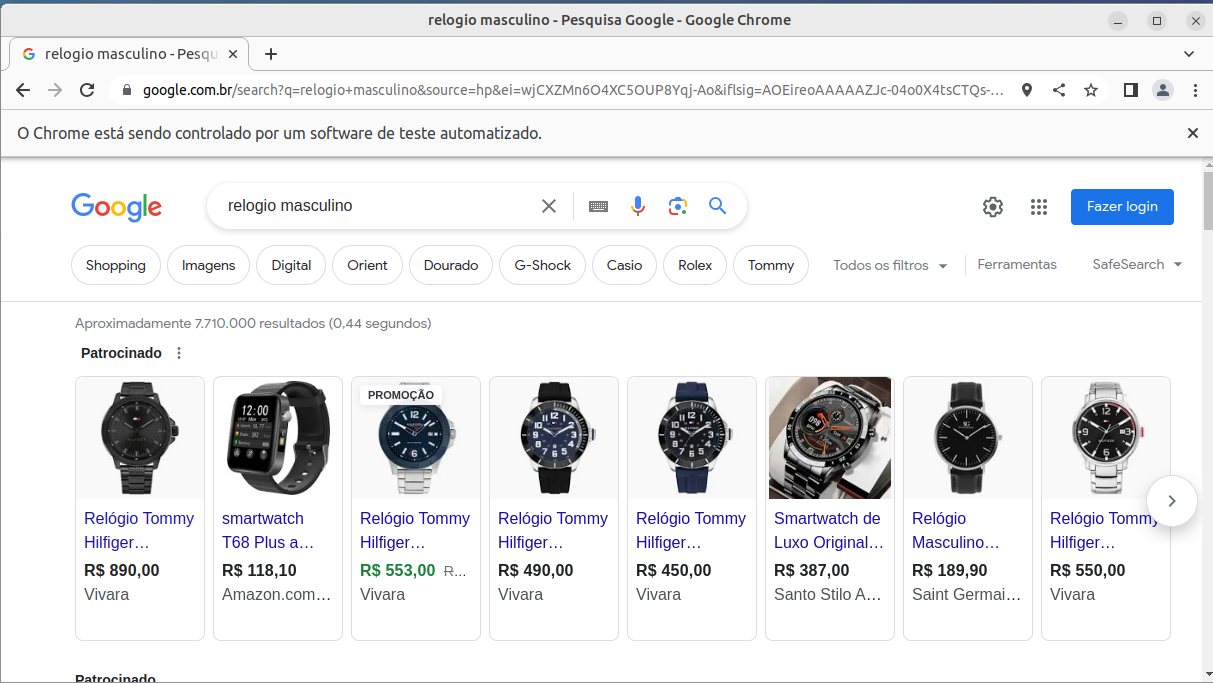 relogio masculino - Pesquisa Google - Google Chrome
relogio masculino - Pesqu
google.com.br/search?q=relogio+masculino&source=hp&ei=wjCXZMn6O4XC5OUP8Yqj-Ao&iflsig=AOEireoAAAAAZJc-04o0X4tsCTQs-...
O Chrome está sendo controlado por um software de teste automatizado.
Google
relogio masculino
Fazer login
Shopping
Imagens
Digital
Orient
Dourado
G-Shock
Casio
Rolex
Tommy
Todos os filtros
Ferramentas
SafeSearch
Aproximadamente 7.710.000 resultados (0,44 segundos)
Patrocinado
Relógio Tommy
Hilfiger…
R$ 890,00
Vivara
12:00
smartwatch
T68 Plus a…
R$ 118,10
Amazon.com…
PROMOÇÃO
Relógio Tommy
Hilfiger…
R$ 553,00 R...
Vivara
Relógio Tommy
Hilfiger…
R$ 490,00
Vivara
Relógio Tommy
Hilfiger…
R$ 450,00
Vivara
Smartwatch de
Luxo Original…
R$ 387,00
Santo Stilo A…
Relógio
Masculino…
R$ 189,90
Saint Germai…
Relógio Tommy
Hilfiger…
R$ 550,00
Vivara
Patrocinado